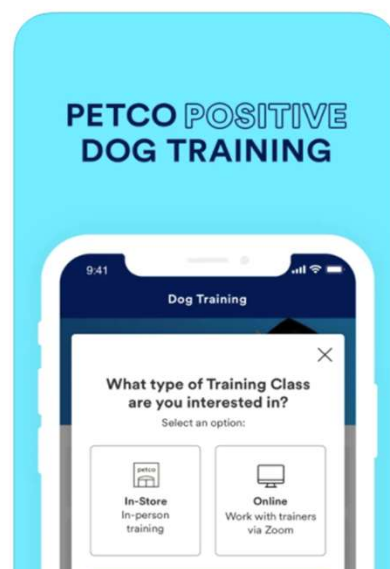 PETCO POSITIVE
DOG TRAINING
9:41
Dog Training
What type of Training Class
are you interested in?
Select an option:
petco
In-Store
In-person
training
Online
Work with trainers
via Zoom